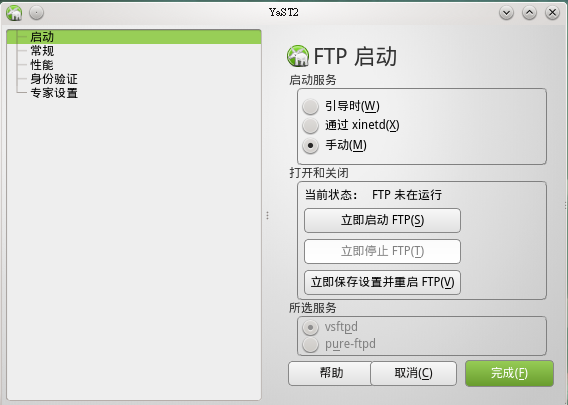 YaST2
启动
常规
性能
身份验证
专家设置
FTP 启动
启动服务
引导时(W)
通过 xinetd(X)
手动(M)
打开和关闭
当前状态： FTP 未在运行
立即启动 FTP(S)
立即停止 FTP(T)
立即保存设置并重启 FTP(V)
所选服务
vsftpd
pure-ftpd
帮助 取消(C) 完成(F)